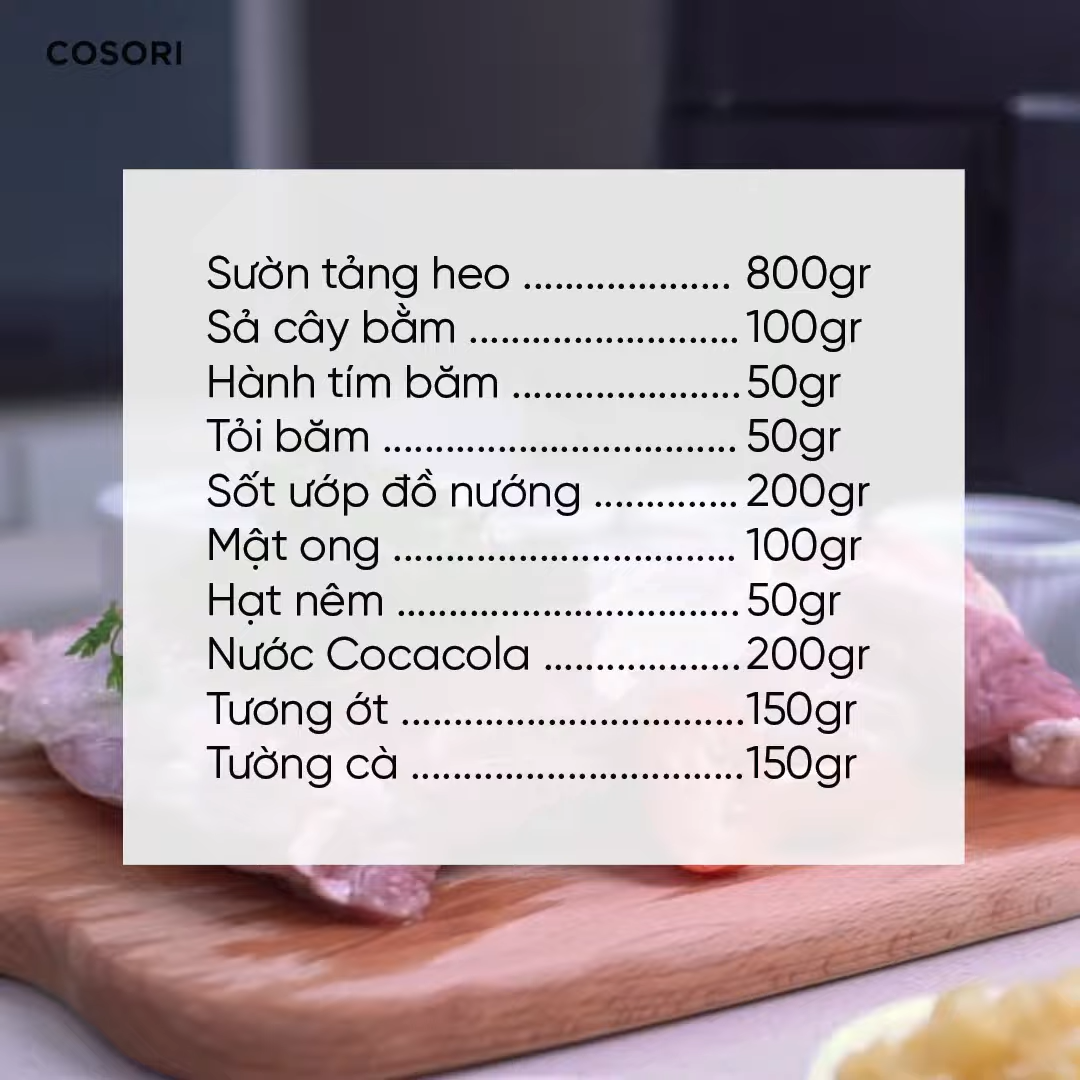 COSORI
Sườn tảng heo .................... 800gr
Sả cây bằm .......................... 100gr
Hành tím băm ...................... 50gr
Tỏi băm .................................. 50gr
Sốt ướp đồ nướng .............. 200gr
Mật ong ................................. 100gr
Hạt nêm ................................. 50gr
Nước Cocacola ................... 200gr
Tương ớt .................................150gr
Tường cà ................................150gr